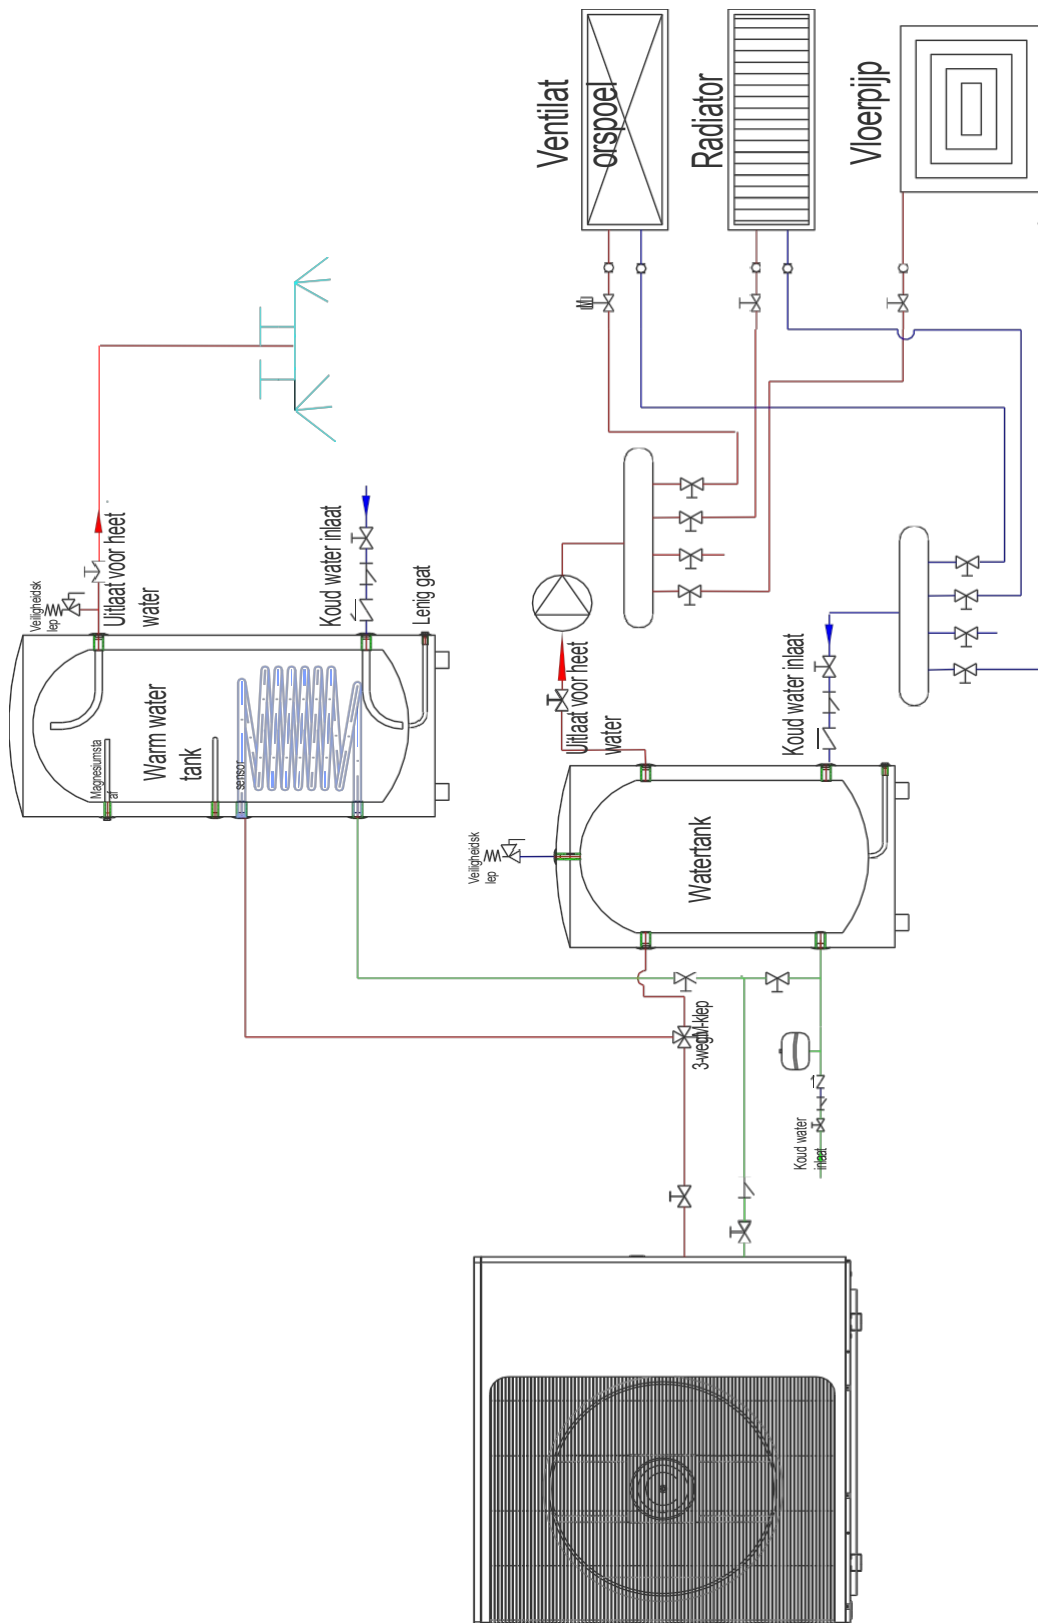 Ventilat
orspoel
Radiator
Vloerpijp
M
Veiligheidsk
lep
Uitlaat voor heet
water
Koud water inlaat
Lenig gat
Warm water
tank
Magnesiumsta
af
sensor
Uitlaat voor heet
water
Koud water inlaat
Veiligheidsk
lep
Watertank
3-wegM-klep
Koud water
inlaat